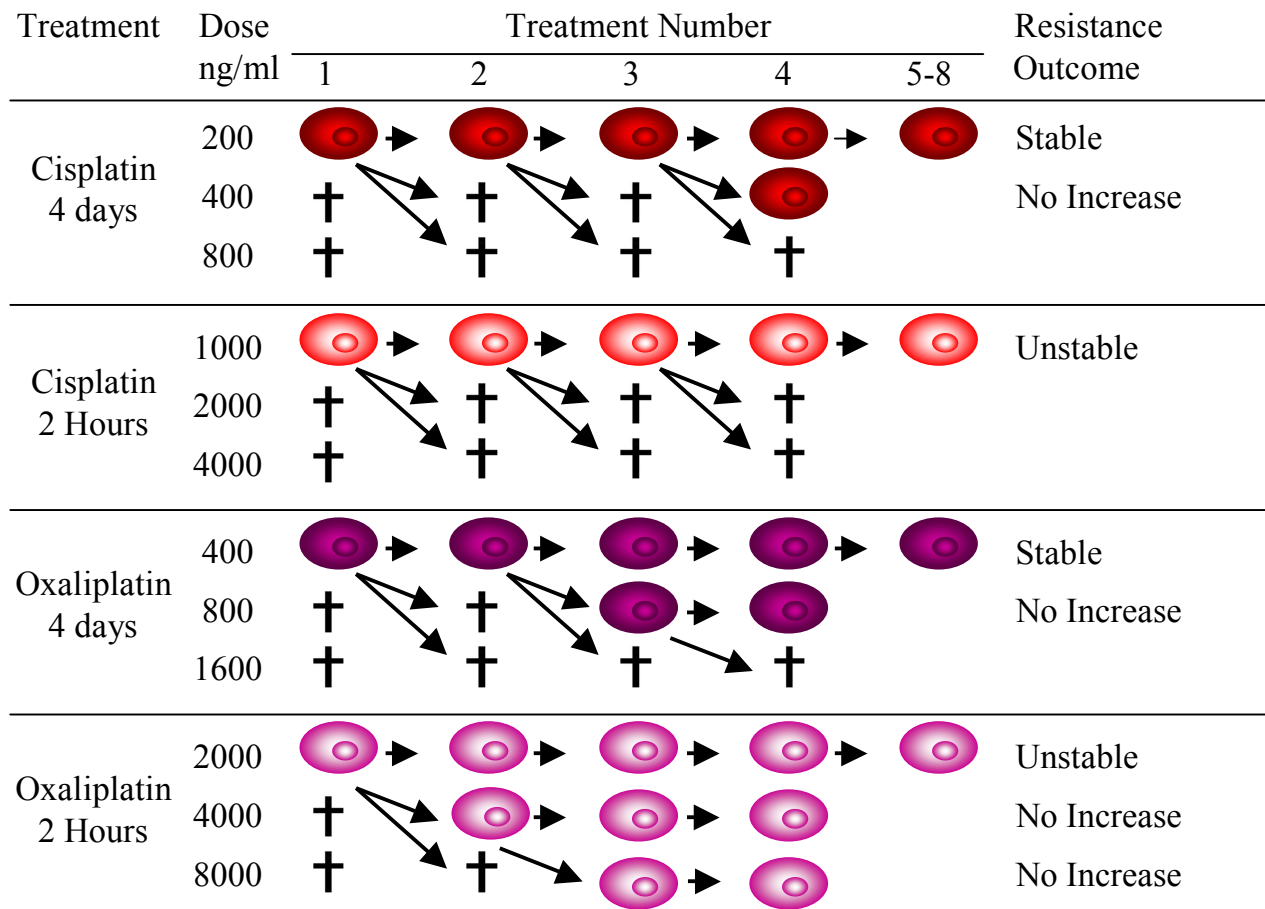 Treatment Dose Treatment Number Resistance
ng/ml 1 2 3 4 5-8 Outcome
200 Stable
Cisplatin
4 days
400 No Increase
800
1000 Unstable
Cisplatin
2 Hours
2000
4000
400 Stable
Oxaliplatin
4 days
800 No Increase
1600
2000 Unstable
Oxaliplatin
2 Hours
4000 No Increase
8000 No Increase